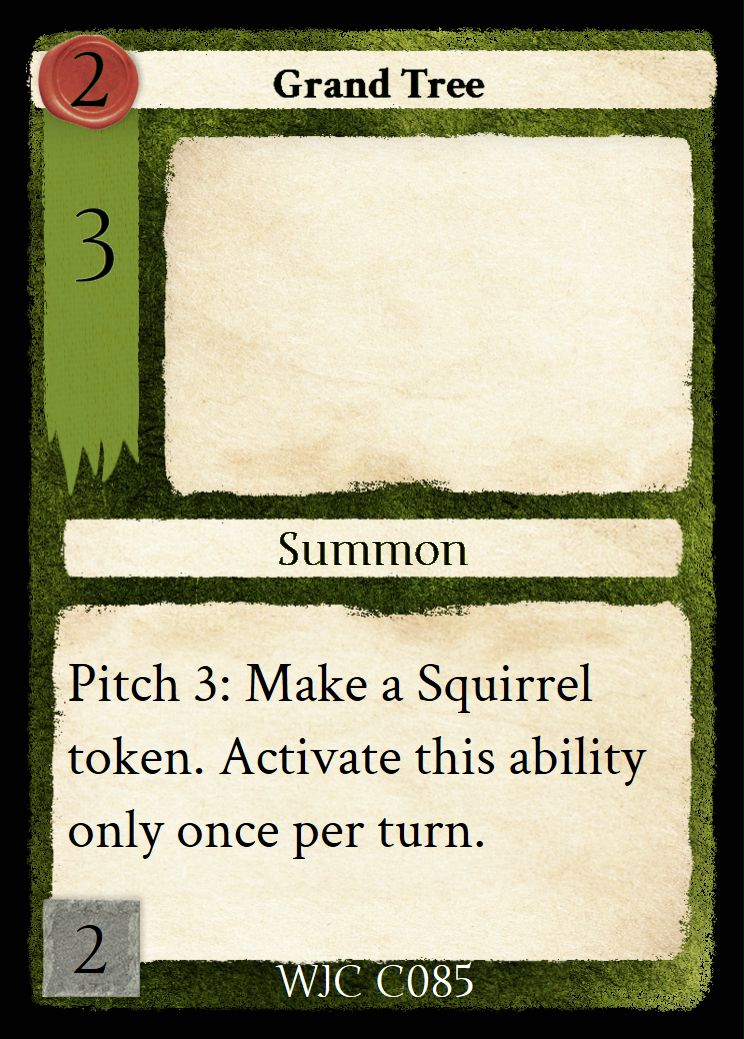 2
Grand Tree
3
Summon
Pitch 3: Make a Squirrel
token. Activate this ability
only once per turn.
2
WJC C085